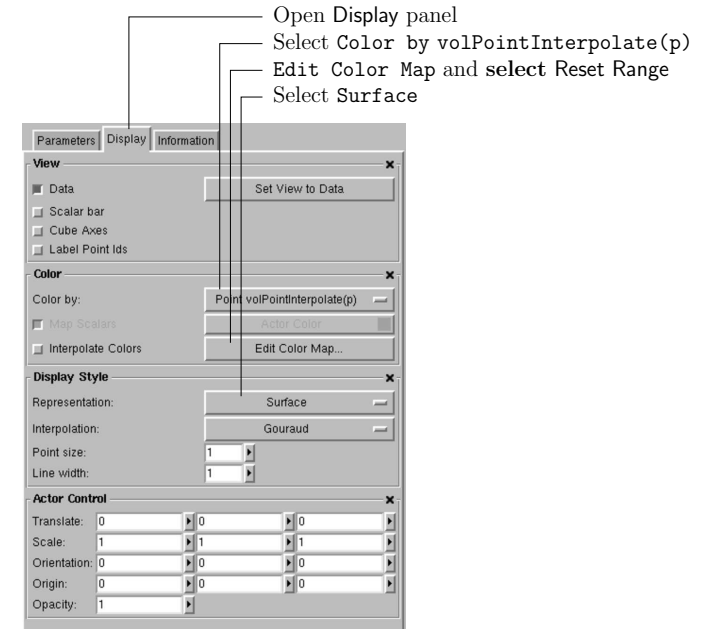 Open Display panel
Select Color by volPointInterpolate(p)
Edit Color Map and select Reset Range
Select Surface
Parameters Display Information
View
Data Set View to Data
Scalar bar
Cube Axes
Label Point Ids
Color
Color by: Point volPointInterpolate(p)
Map Scalars Actor Color
Interpolate Colors Edit Color Map...
Display Style
Representation: Surface
Interpolation: Gouraud
Point size: 1
Line width: 1
Actor Control
Translate: 0 0 0
Scale: 1 1 1
Orientation: 0 0 0
Origin: 0 0 0
Opacity: 1